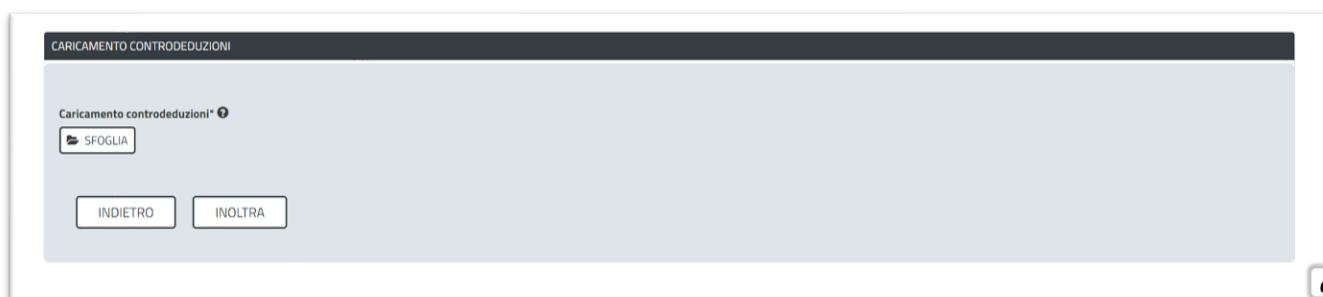 CARICAMENTO CONTRODEDUZIONI
Caricamento controdeduzioni*
SFOGLIA
INDIETRO INOLTRA